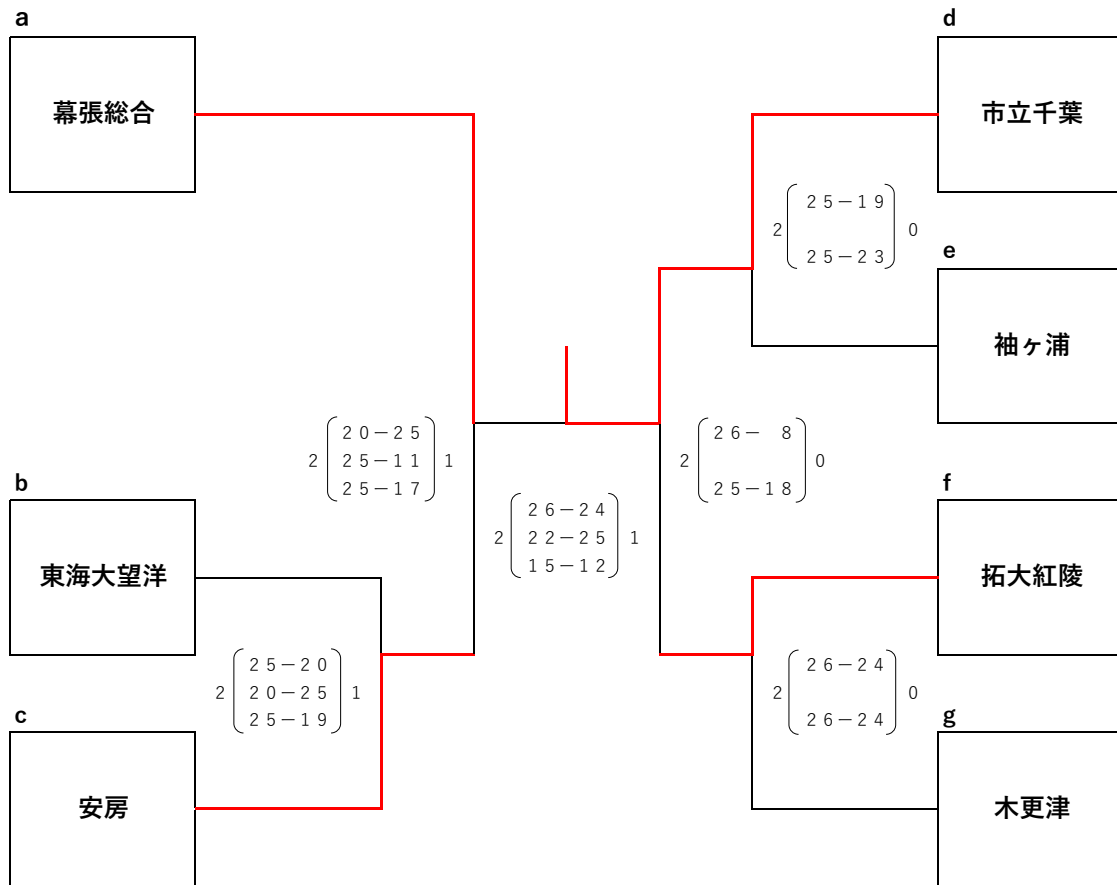 a
幕張総合
d
市立千葉
25－19
2 0
25－23
e
袖ヶ浦
20－25
2 25－11 1
25－17
26－ 8
2 0
25－18
b
東海大望洋
26－24
2 22－25 1
15－12
f
拓大紅陵
25－20
2 20－25 1
25－19
26－24
2 0
26－24
c
安房
g
木更津